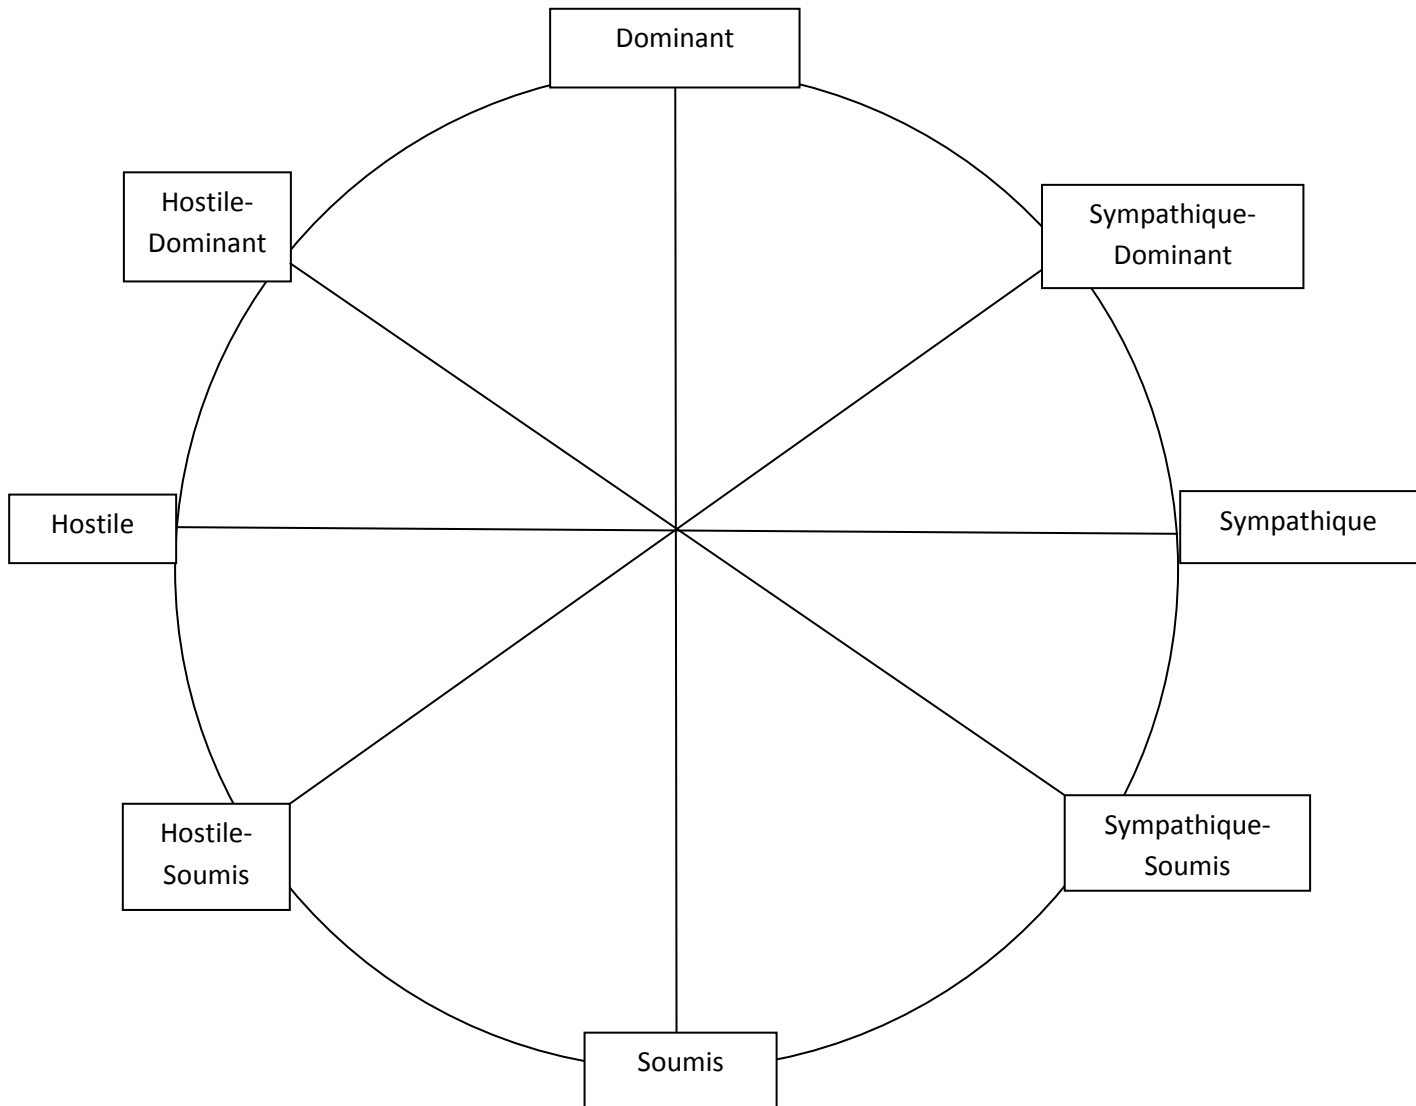 Dominant
Hostile-
Dominant
Sympathique-
Dominant
Hostile
Sympathique
Hostile-
Soumis
Sympathique-
Soumis
Soumis